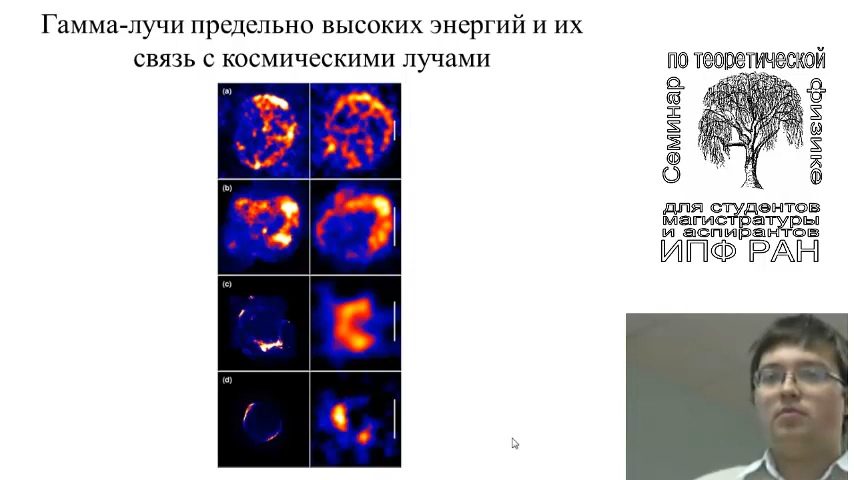 Гамма-лучи предельно высоких энергий и их
связь с космическими лучами
(a)
(b)
(c)
(d)
по теоретической
Семинар
физике
для студентов
магистратуры
и аспирантов
ИПФ РАН